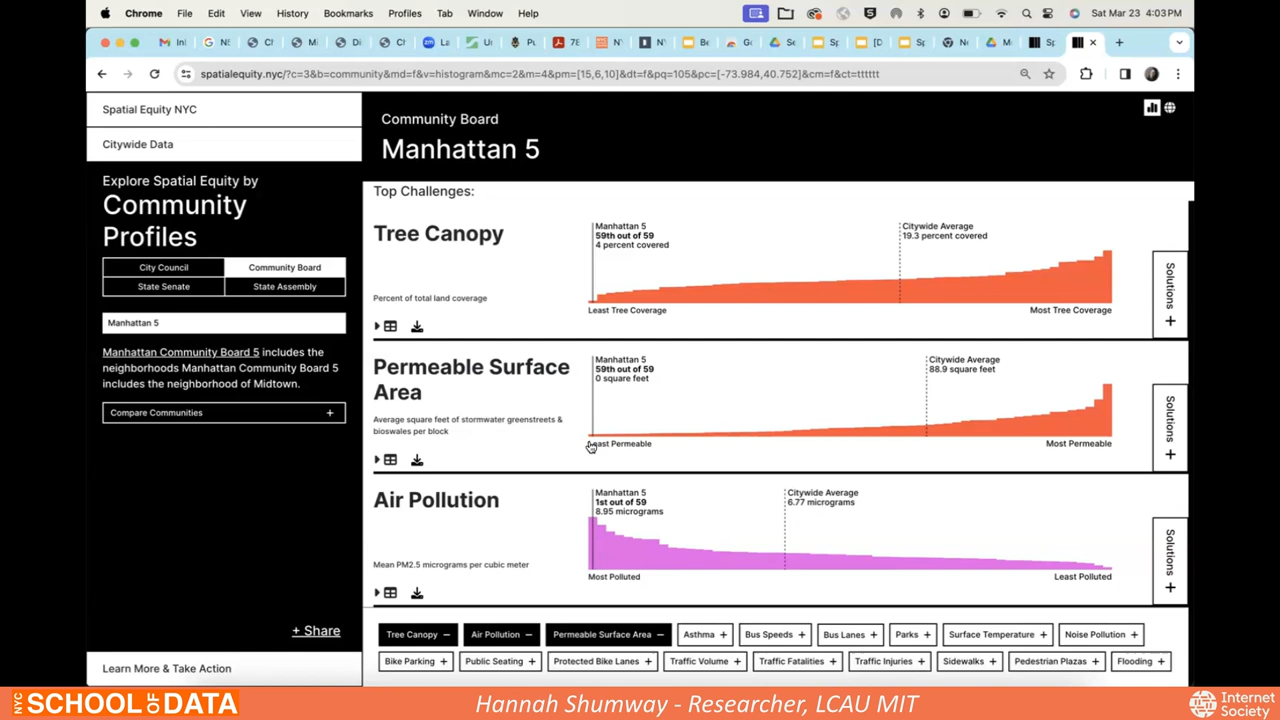 Chrome File Edit View History Bookmarks Profiles Tab Window Help Sat Mar 23 4:03 PM
spatialequity.nyc/?c=3&b=community&md=f&v=histogram&mc=2&m=4&pm=[15,6,10]&dt=f&pq=105&pc=[-73.984,40.752]&cm=f&ct=tttttt
Spatial Equity NYC
Citywide Data
Explore Spatial Equity by
Community
Profiles
City Council Community Board
State Senate State Assembly
Manhattan 5
Manhattan Community Board 5 includes the
neighborhoods Manhattan Community Board 5
includes the neighborhood of Midtown.
Compare Communities +
+ Share
Learn More & Take Action
Community Board
Manhattan 5
Top Challenges:
Tree Canopy
Percent of total land coverage
Manhattan 5
59th out of 59
4 percent covered
Citywide Average
19.3 percent covered
Least Tree Coverage Most Tree Coverage
Solutions +
Permeable Surface
Area
Average square feet of stormwater greenstreets &
bioswales per block
Manhattan 5
59th out of 59
0 square feet
Citywide Average
88.9 square feet
Least Permeable Most Permeable
Solutions +
Air Pollution
Mean PM2.5 micrograms per cubic meter
Manhattan 5
1st out of 59
8.95 micrograms
Citywide Average
6.77 micrograms
Most Polluted Least Polluted
Solutions +
Tree Canopy − Air Pollution − Permeable Surface Area − Asthma + Bus Speeds + Bus Lanes + Parks + Surface Temperature + Noise Pollution +
Bike Parking + Public Seating + Protected Bike Lanes + Traffic Volume + Traffic Fatalities + Traffic Injuries + Sidewalks + Pedestrian Plazas + Flooding +
NYC SCHOOL OF DATA
Hannah Shumway - Researcher, LCAU MIT
Internet
Society